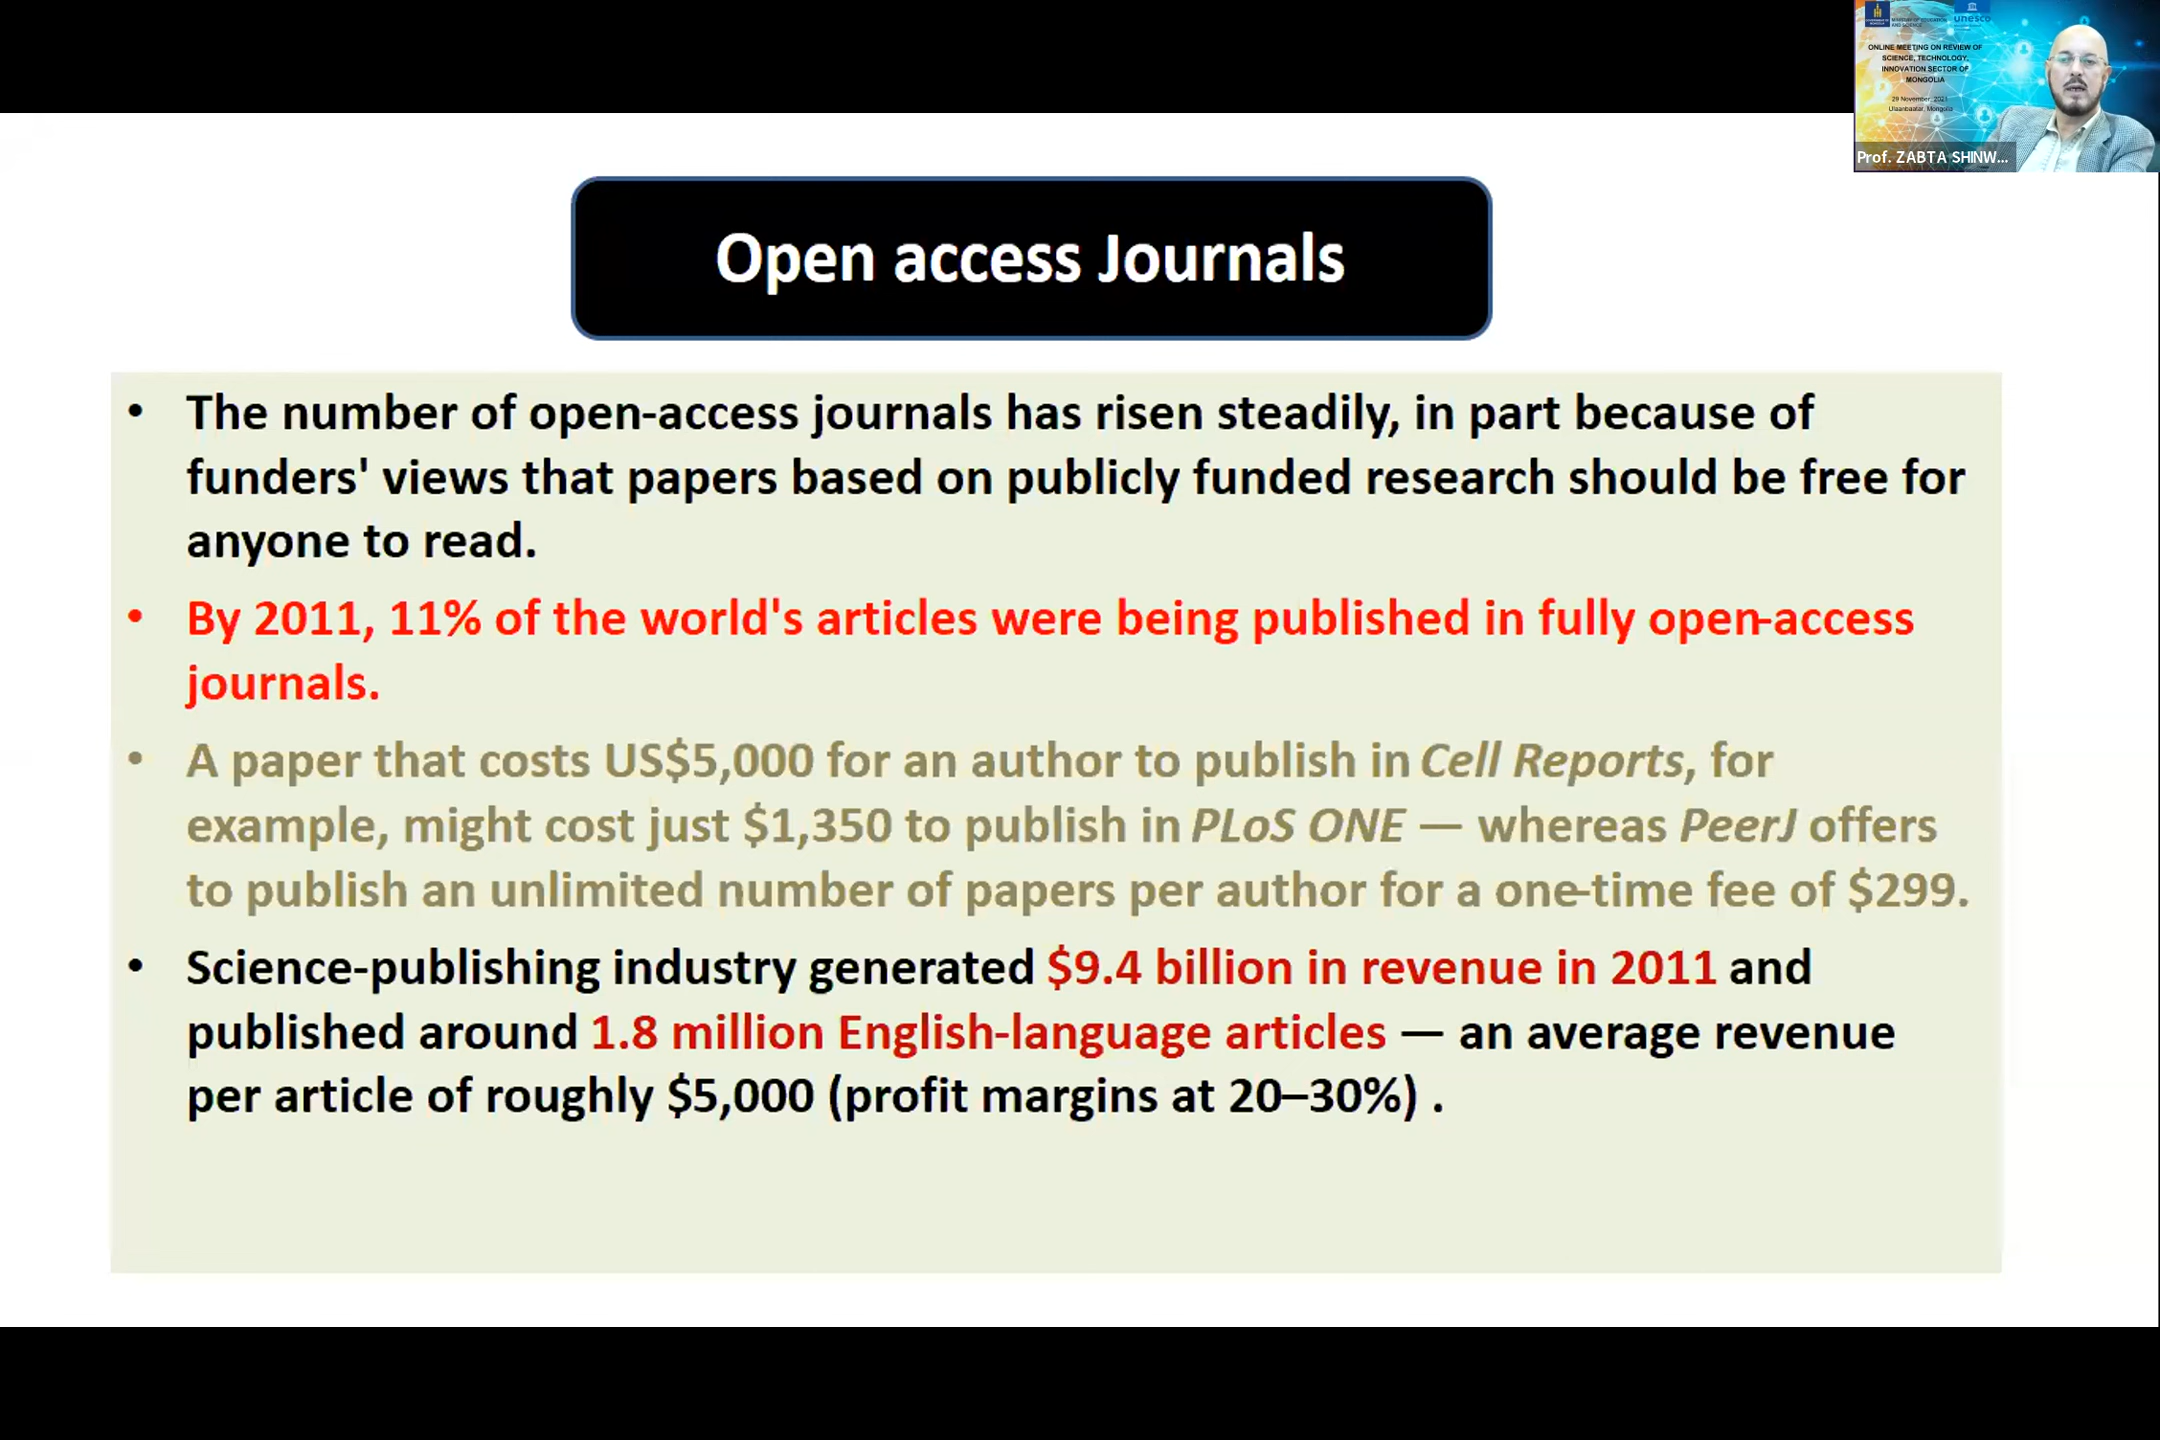 unesco
ONLINE MEETING ON REVIEW OF
SCIENCE, TECHNOLOGY,
INNOVATION SECTOR OF
MONGOLIA
29 November, 2021
Ulaanbaatar, Mongolia
Prof. ZABTA SHINW...
Open access Journals
• The number of open-access journals has risen steadily, in part because of
funders' views that papers based on publicly funded research should be free for
anyone to read.
• By 2011, 11% of the world's articles were being published in fully open-access
journals.
• A paper that costs US$5,000 for an author to publish in Cell Reports, for
example, might cost just $1,350 to publish in PLoS ONE — whereas PeerJ offers
to publish an unlimited number of papers per author for a one-time fee of $299.
• Science-publishing industry generated $9.4 billion in revenue in 2011 and
published around 1.8 million English-language articles — an average revenue
per article of roughly $5,000 (profit margins at 20–30%) .